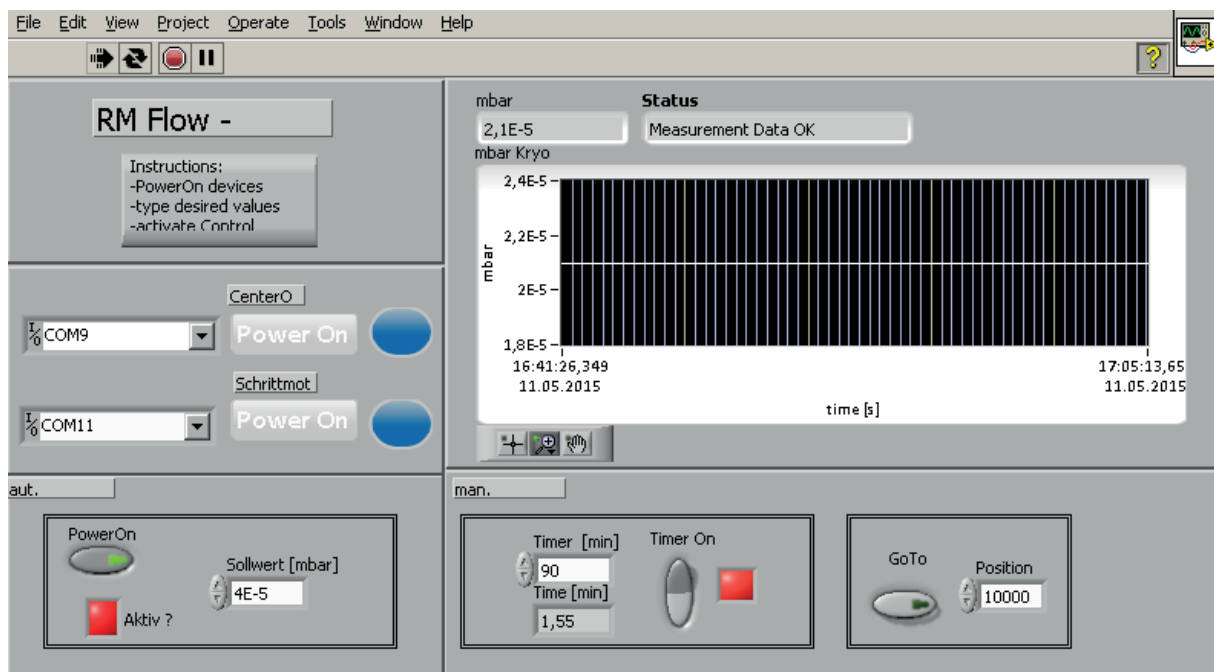 File Edit View Project Operate Tools Window Help
RM Flow -
Instructions:
-PowerOn devices
-type desired values
-activate Control
CenterO
I/O COM9
Power On
Schrittmot
I/O COM11
Power On
mbar
Status
2,1E-5
Measurement Data OK
mbar Kryo
2,4E-5
2,2E-5
2E-5
1,8E-5
mbar
16:41:26,349
11.05.2015
17:05:13,65
11.05.2015
time [s]
aut.
PowerOn
Sollwert [mbar]
4E-5
Aktiv ?
man.
Timer [min]
90
Time [min]
1,55
Timer On
GoTo
Position
10000